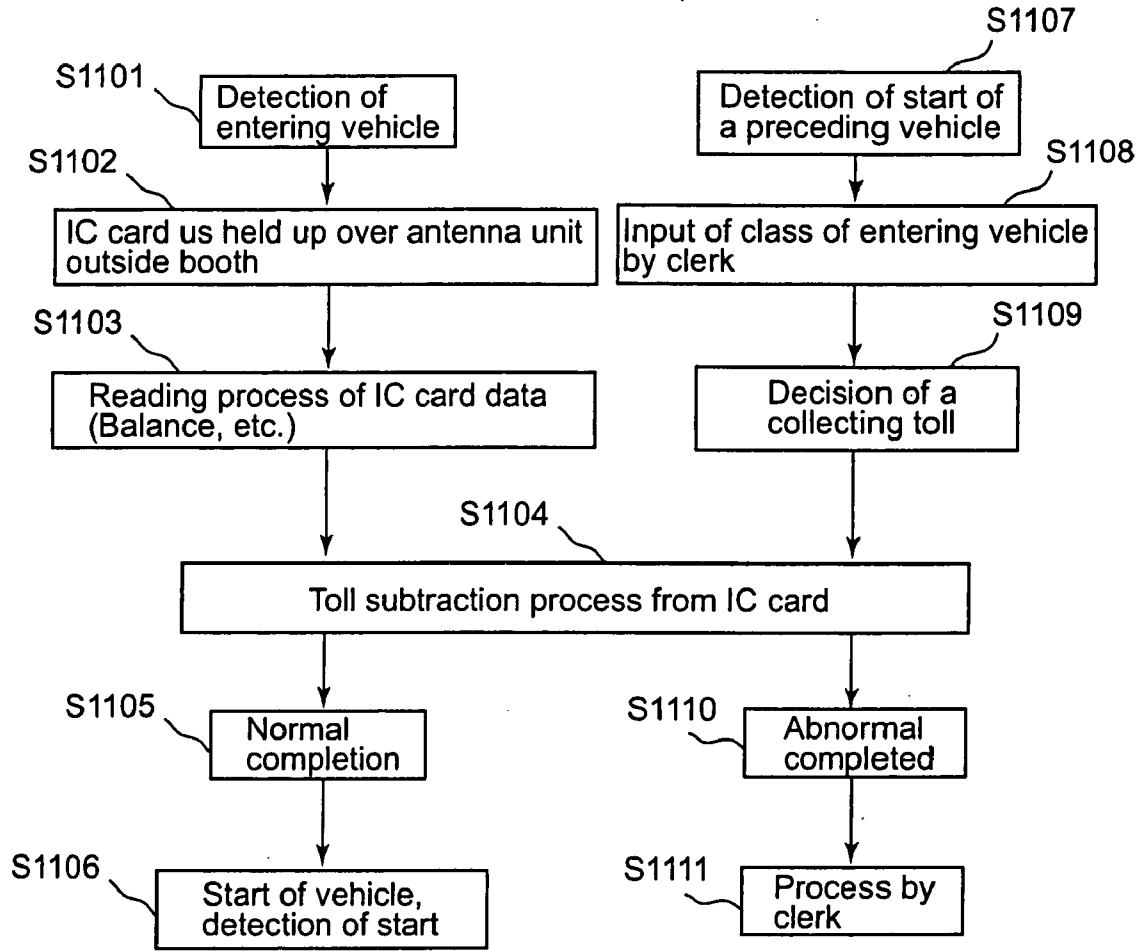 S1107
S1101
Detection of
entering vehicle
Detection of start of
a preceding vehicle
S1102
S1108
IC card us held up over antenna unit
outside booth
Input of class of entering vehicle
by clerk
S1103
S1109
Reading process of IC card data
(Balance, etc.)
Decision of a
collecting toll
S1104
Toll subtraction process from IC card
S1105
S1110
Normal
completion
Abnormal
completed
S1106
S1111
Start of vehicle,
detection of start
Process by
clerk